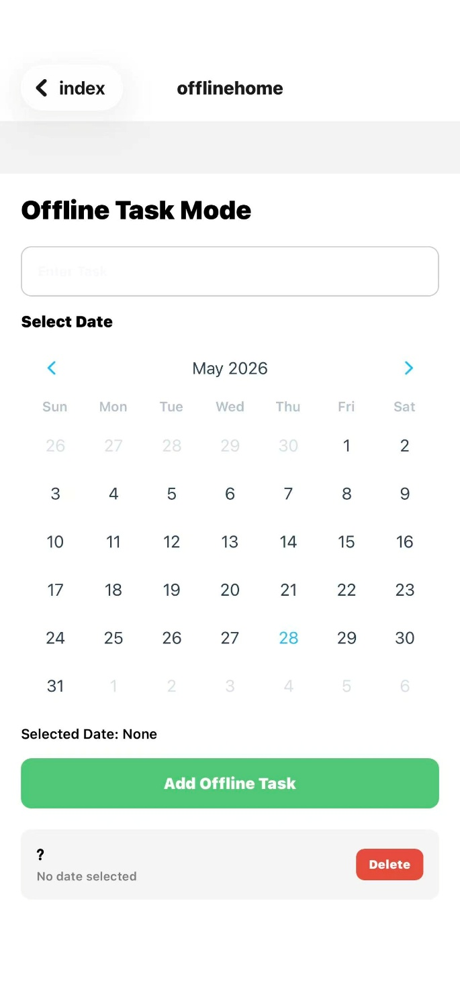 index offlinehome
Offline Task Mode
Enter Task
Select Date
May 2026
Sun Mon Tue Wed Thu Fri Sat
26 27 28 29 30 1 2
3 4 5 6 7 8 9
10 11 12 13 14 15 16
17 18 19 20 21 22 23
24 25 26 27 28 29 30
31 1 2 3 4 5 6
Selected Date: None
Add Offline Task
?
No date selected
Delete